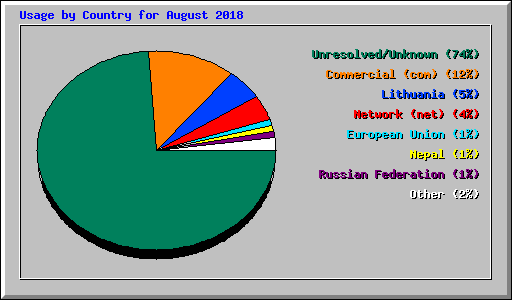 Usage by Country for August 2018
Unresolved/Unknown (74%)
Commercial (com) (12%)
Lithuania (5%)
Network (net) (4%)
European Union (1%)
Nepal (1%)
Russian Federation (1%)
Other (2%)